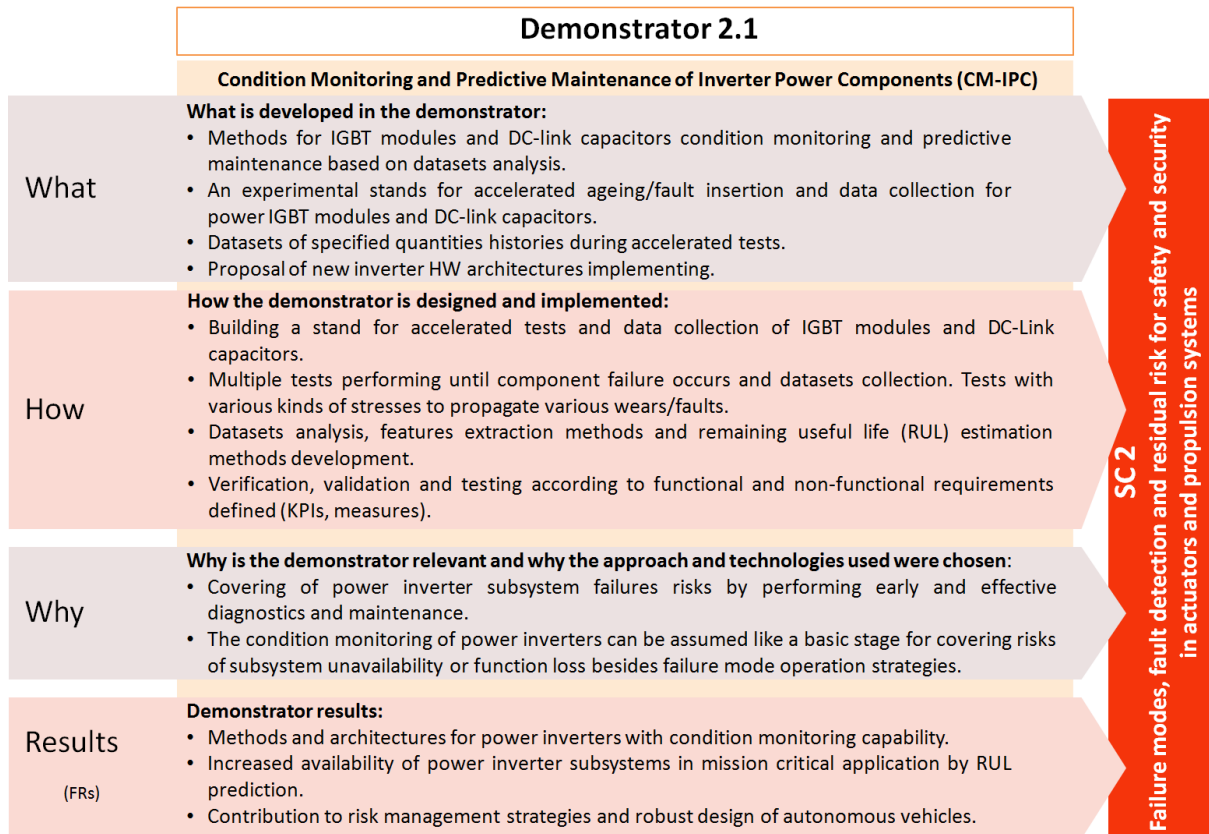 Demonstrator 2.1
Condition Monitoring and Predictive Maintenance of Inverter Power Components (CM-IPC)
What
What is developed in the demonstrator:
• Methods for IGBT modules and DC-link capacitors condition monitoring and predictive
maintenance based on datasets analysis.
• An experimental stands for accelerated ageing/fault insertion and data collection for
power IGBT modules and DC-link capacitors.
• Datasets of specified quantities histories during accelerated tests.
• Proposal of new inverter HW architectures implementing.
How
How the demonstrator is designed and implemented:
• Building a stand for accelerated tests and data collection of IGBT modules and DC-Link
capacitors.
• Multiple tests performing until component failure occurs and datasets collection. Tests with
various kinds of stresses to propagate various wears/faults.
• Datasets analysis, features extraction methods and remaining useful life (RUL) estimation
methods development.
• Verification, validation and testing according to functional and non-functional requirements
defined (KPIs, measures).
Why
Why is the demonstrator relevant and why the approach and technologies used were chosen:
• Covering of power inverter subsystem failures risks by performing early and effective
diagnostics and maintenance.
• The condition monitoring of power inverters can be assumed like a basic stage for covering risks
of subsystem unavailability or function loss besides failure mode operation strategies.
Results
(FRs)
Demonstrator results:
• Methods and architectures for power inverters with condition monitoring capability.
• Increased availability of power inverter subsystems in mission critical application by RUL
prediction.
• Contribution to risk management strategies and robust design of autonomous vehicles.
SC 2
Failure modes, fault detection and residual risk for safety and security
in actuators and propulsion systems